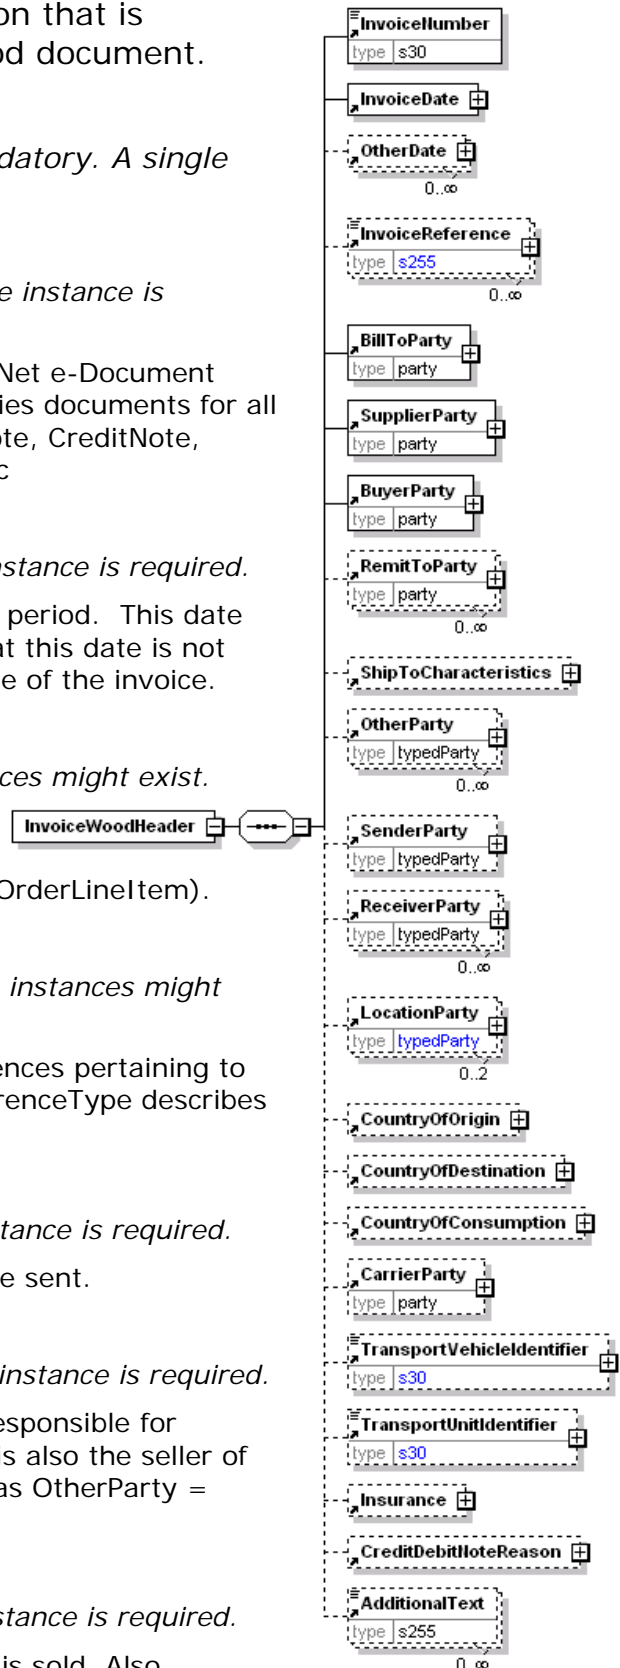 on that is
od document.
datory. A single
e instance is
Net e-Document
ies documents for all
ote, CreditNote,
c
nstance is required.
period. This date
at this date is not
e of the invoice.
ces might exist.
OrderLineItem).
instances might
ences pertaining to
renceType describes
stance is required.
e sent.
instance is required.
esponsible for
is also the seller of
as OtherParty =
stance is required.
is sold. Also
InvoiceWoodHeader
InvoiceNumber
type s30
InvoiceDate
OtherDate
0..∞
InvoiceReference
type s255
0..∞
BillToParty
type party
SupplierParty
type party
BuyerParty
type party
RemitToParty
type party
0..∞
ShipToCharacteristics
OtherParty
type typedParty
0..∞
SenderParty
type typedParty
ReceiverParty
type typedParty
0..∞
LocationParty
type typedParty
0..2
CountryOfOrigin
CountryOfDestination
CountryOfConsumption
CarrierParty
type party
TransportVehicleIdentifier
type s30
TransportUnitIdentifier
type s30
Insurance
CreditDebitNoteReason
AdditionalText
type s255
0..∞